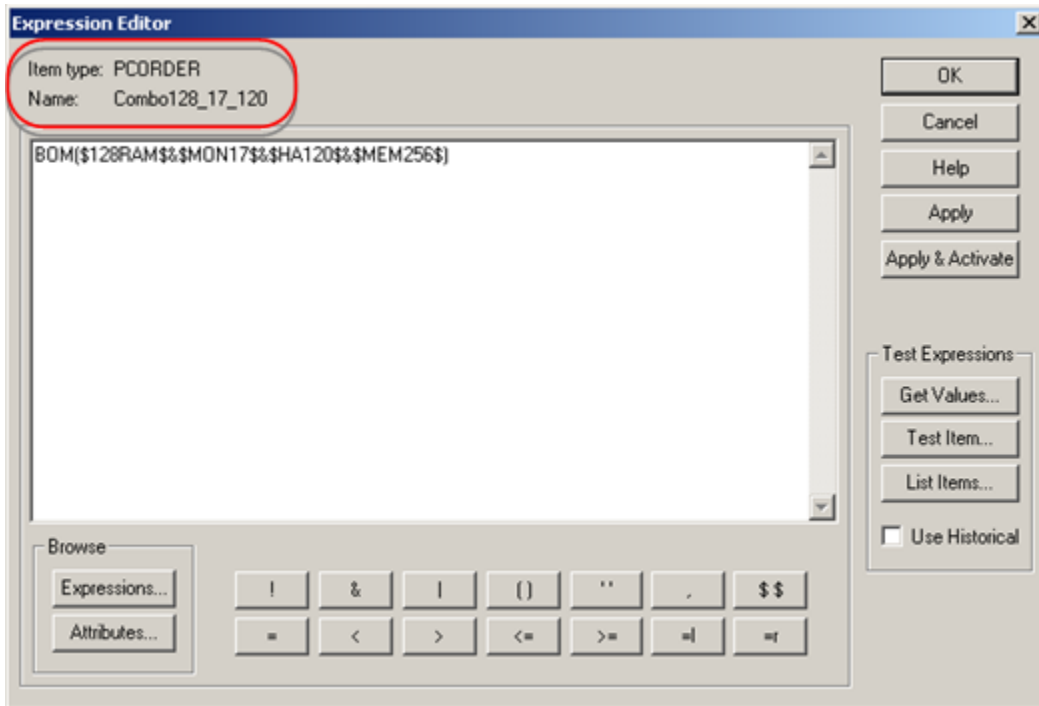 Expression Editor
Item type: PCORDER
Name: Combo128_17_120
BOM($128RAM$&$MON17$&$HA120$&$MEM256$)
OK
Cancel
Help
Apply
Apply & Activate
Test Expressions
Get Values...
Test Item...
List Items...
Use Historical
Browse
Expressions...
Attributes...
! & | () '' , $$
= < > <= >= =l =r